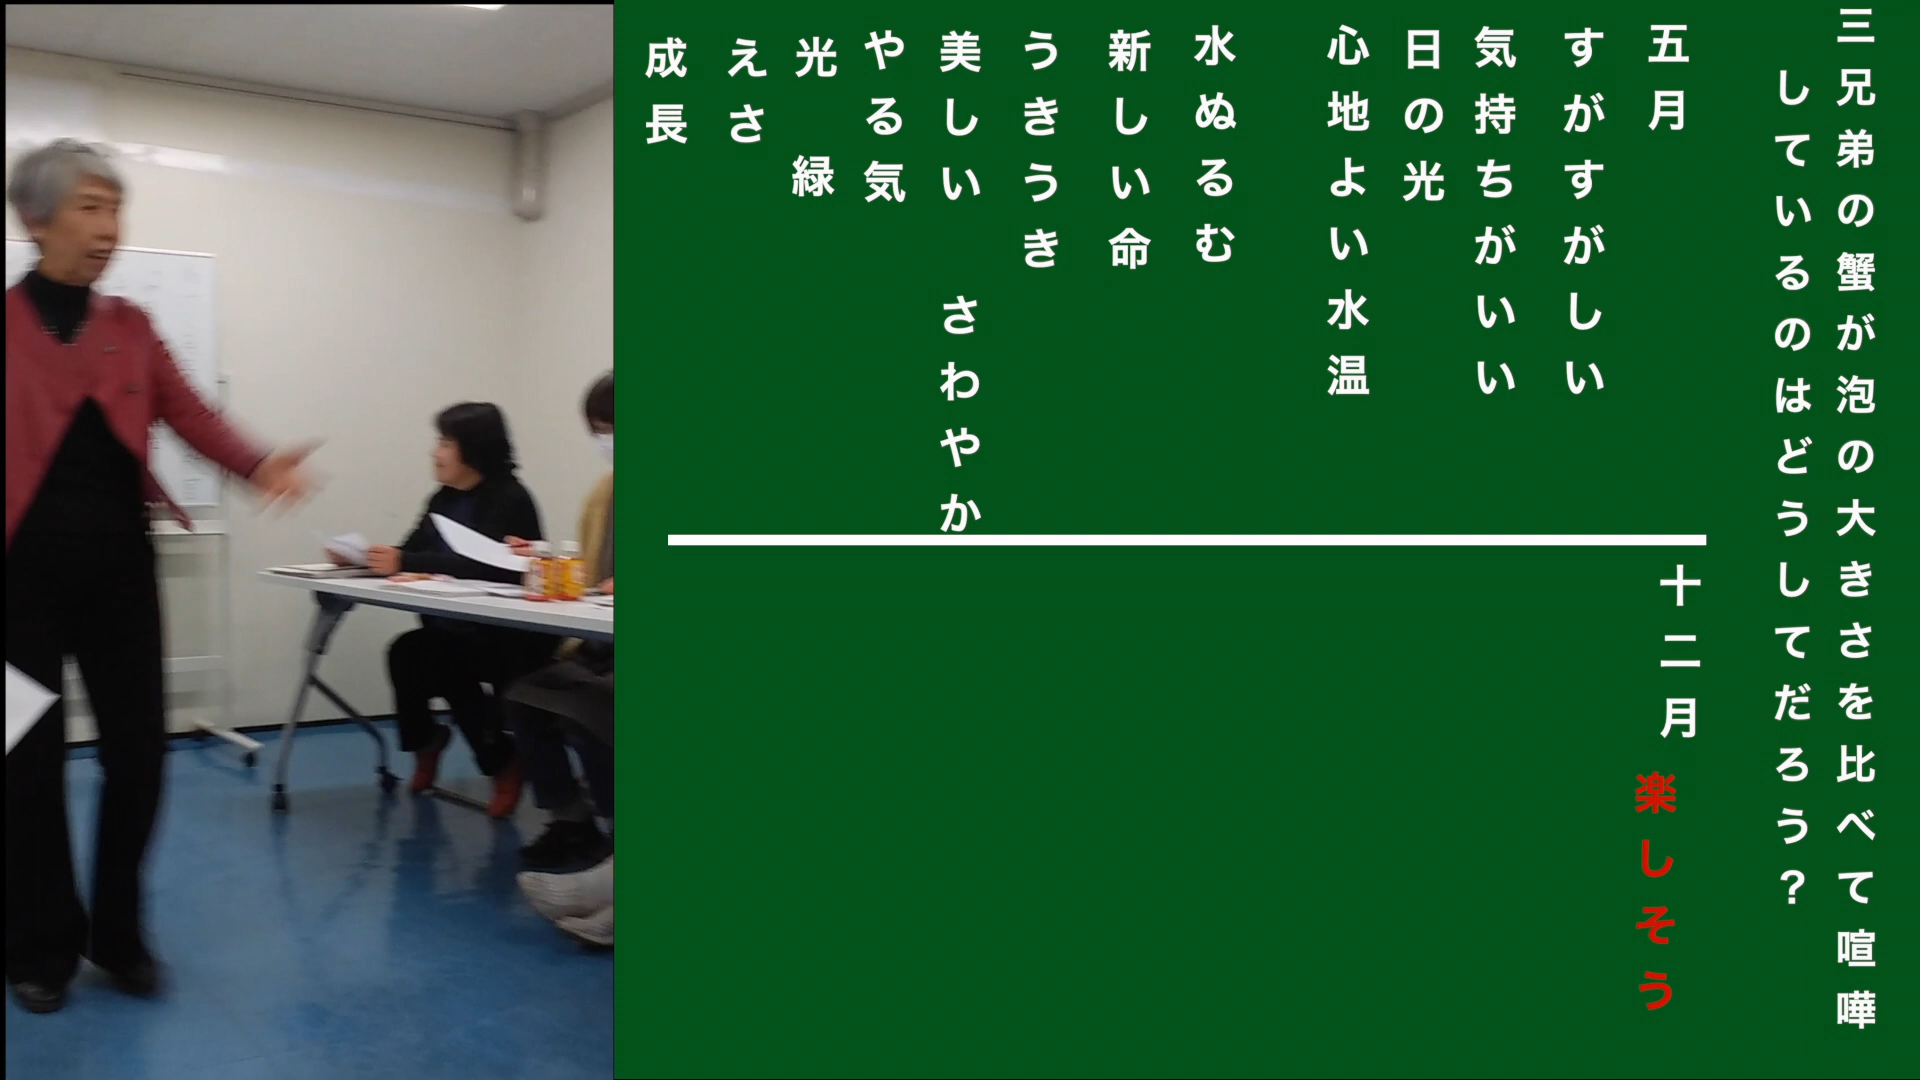 三兄弟の蟹が泡の大きさを比べて喧嘩
しているのはどうしてだろう？
五月
すがすがしい
気持ちがいい
日の光
心地よい水温
水ぬるむ
新しい命
うきうき
美しい　さわやか
やる気
光　緑
えさ
成長
十二月
楽しそう